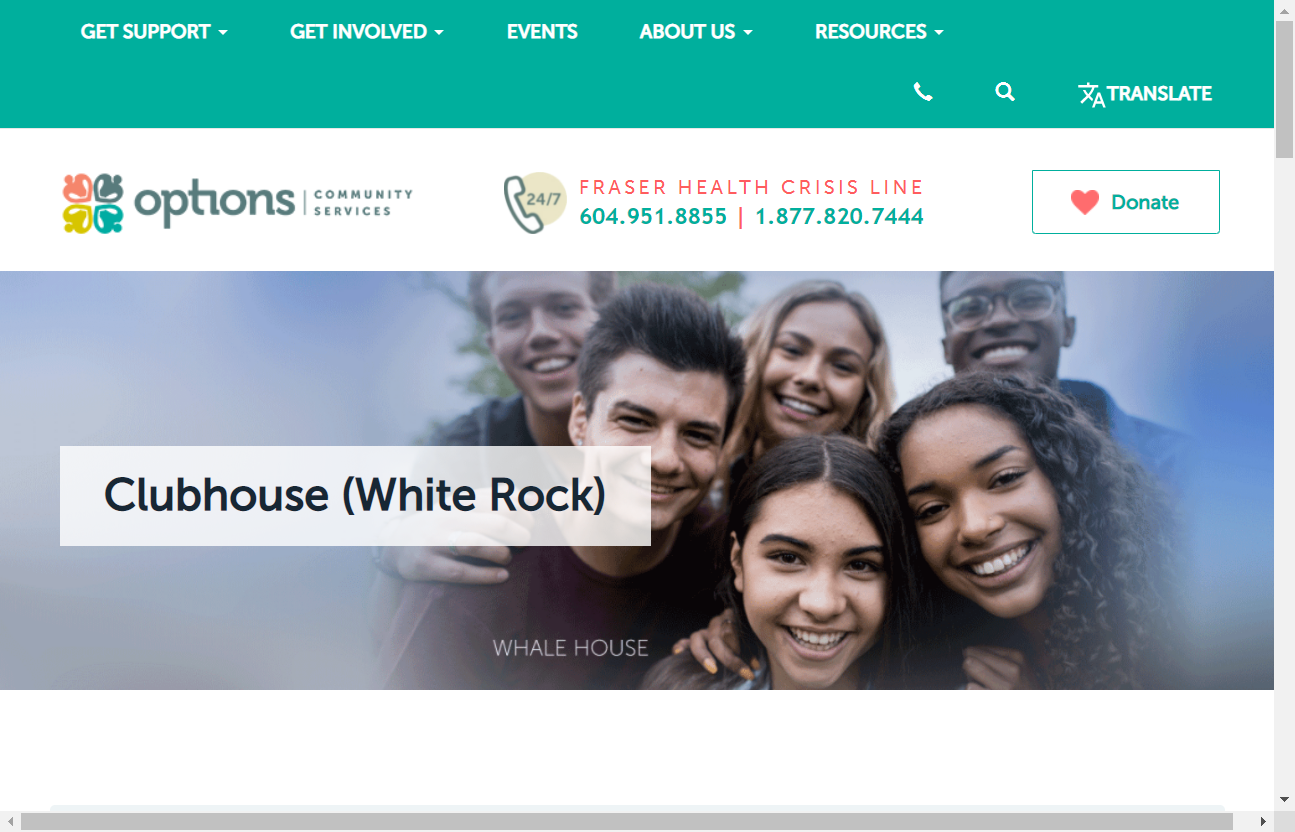 GET SUPPORT
GET INVOLVED
EVENTS
ABOUT US
RESOURCES
TRANSLATE
options | COMMUNITY SERVICES
24/7
FRASER HEALTH CRISIS LINE
604.951.8855 | 1.877.820.7444
Donate
Clubhouse (White Rock)
WHALE HOUSE